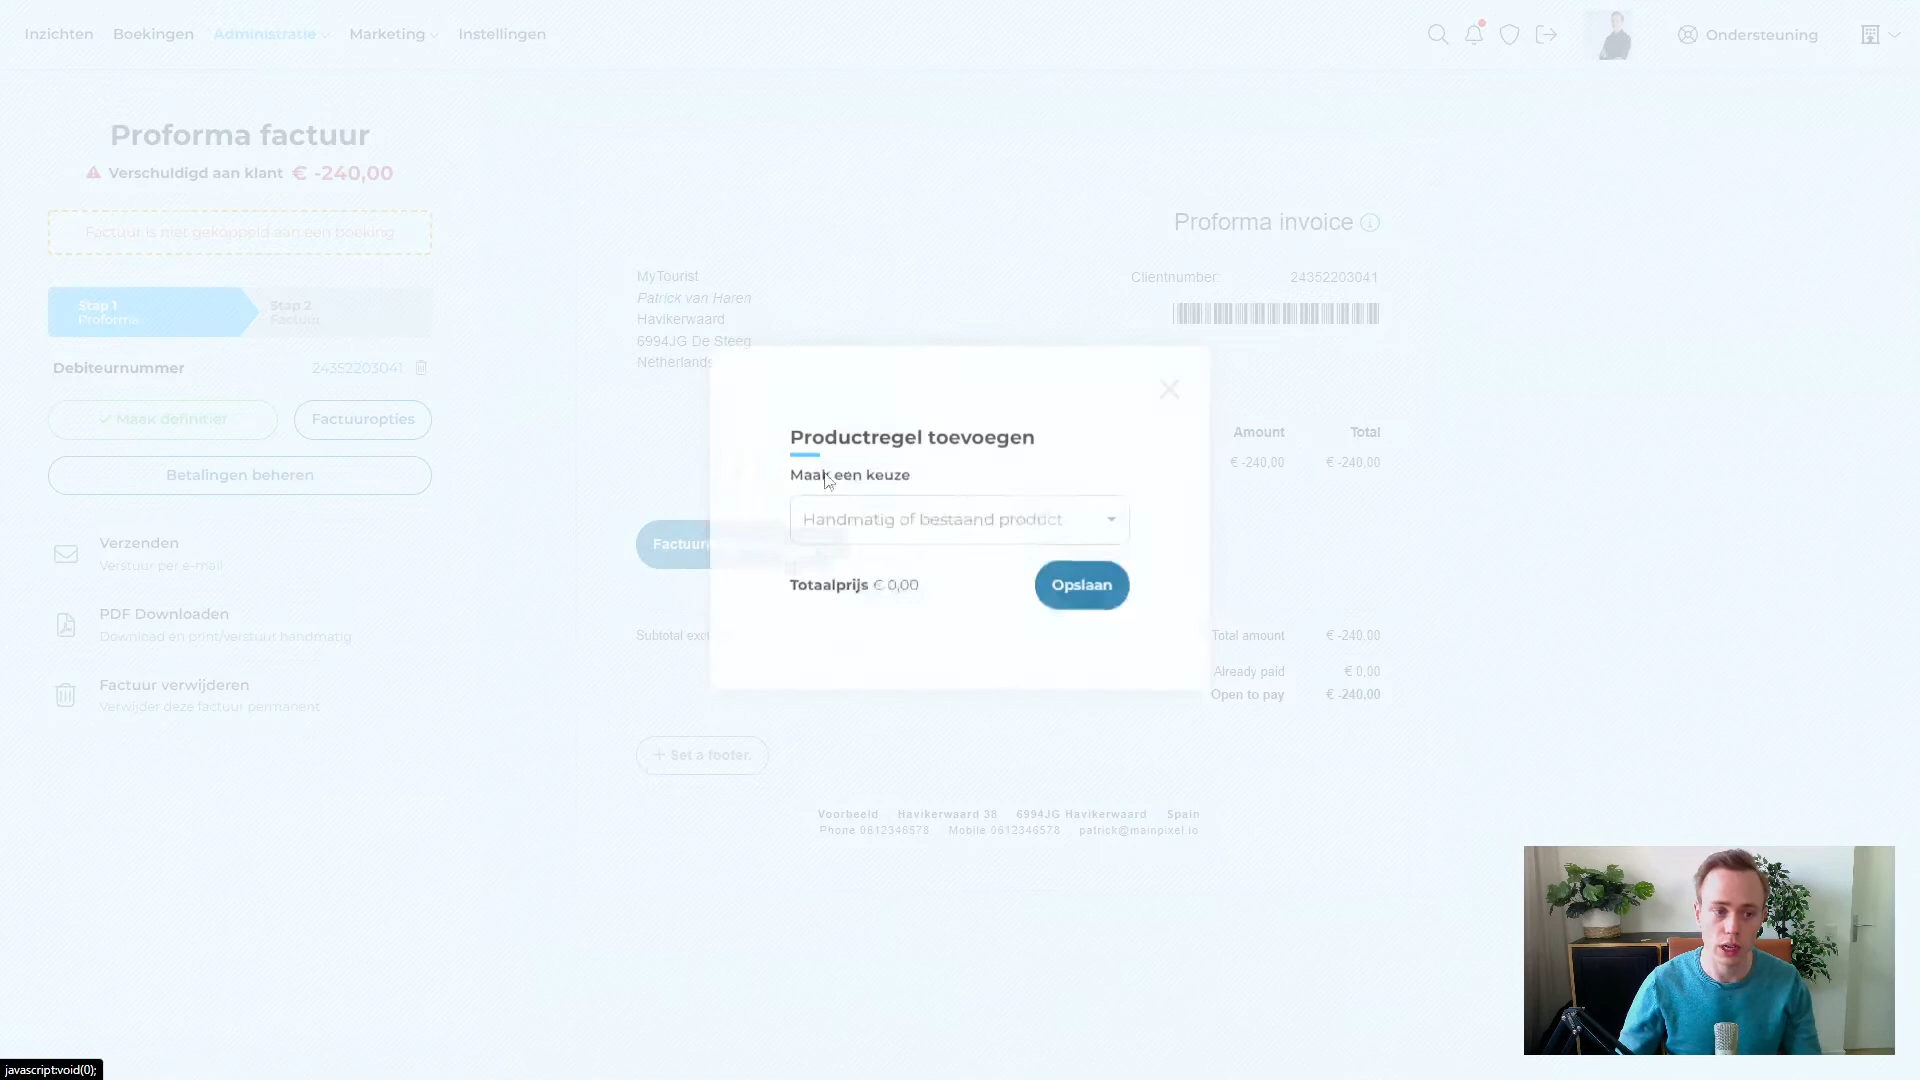 Inzichten Boekingen Administratie Marketing Instellingen
Ondersteuning
Proforma factuur
Verschuldigd aan klant € -240,00
Factuur is niet gekoppeld aan een boeking
Stap 1
Proforma
Stap 2
Factuur
Debiteurnummer 24352203041
Maak definitief
Factuuropties
Betalingen beheren
Verzenden
Verstuur per e-mail
PDF Downloaden
Download en print/verstuur handmatig
Factuur verwijderen
Verwijder deze factuur permanent
Proforma invoice
MyTourist
Patrick van Haren
Havikerwaard
6994JG De Steeg
Netherlands
Clientnumber: 24352203041
Amount Total
€ -240,00 € -240,00
Productregel toevoegen
Maak een keuze
Handmatig of bestaand product
Totaalprijs € 0,00
Opslaan
Subtotal
Total amount € -240,00
Already paid € 0,00
Open to pay € -240,00
+ Set a footer.
Voorbeeld Havikerwaard 38 6994JG Havikerwaard Spain
Phone 0612346578 Mobile 0612346578 patrick@mainpixel.io
javascript:void(0);